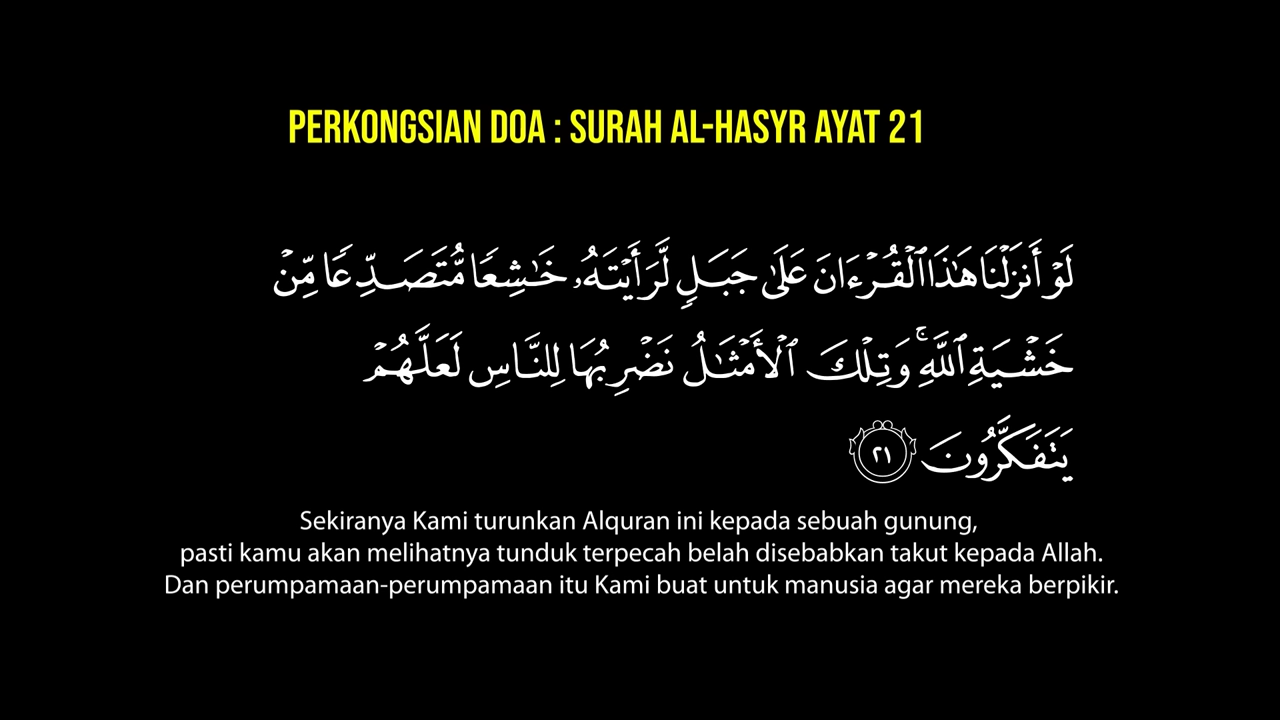 PERKONGSIAN DOA : SURAH AL-HASYR AYAT 21
لَوْ أَنزَلْنَا هَٰذَا ٱلْقُرْءَانَ عَلَىٰ جَبَلٍ لَّرَأَيْتَهُۥ خَٰشِعًا مُّتَصَدِّعًا مِّنْ
خَشْيَةِ ٱللَّهِ ۚ وَتِلْكَ ٱلْأَمْثَٰلُ نَضْرِبُهَا لِلنَّاسِ لَعَلَّهُمْ
يَتَفَكَّرُونَ ٢١
Sekiranya Kami turunkan Alquran ini kepada sebuah gunung,
pasti kamu akan melihatnya tunduk terpecah belah disebabkan takut kepada Allah.
Dan perumpamaan-perumpamaan itu Kami buat untuk manusia agar mereka berpikir.